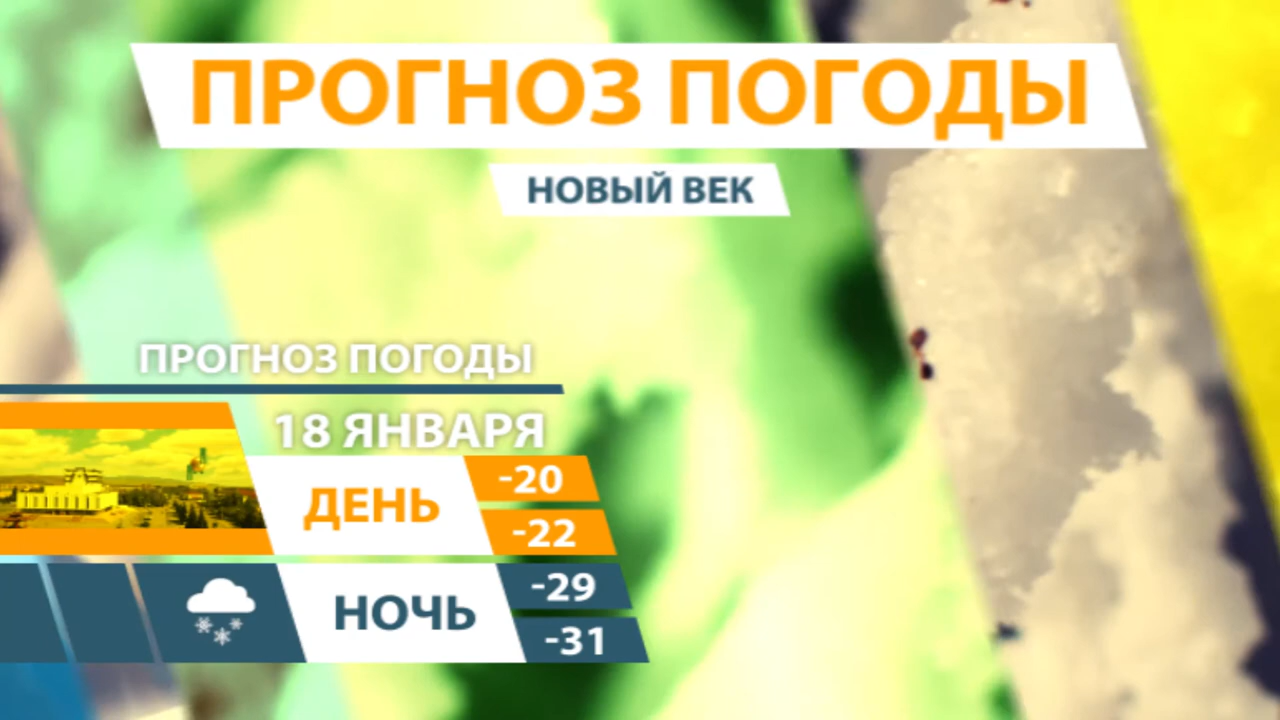 ПРОГНОЗ ПОГОДЫ
НОВЫЙ ВЕК
ПРОГНОЗ ПОГОДЫ
18 ЯНВАРЯ
ДЕНЬ
-20
-22
НОЧЬ
-29
-31